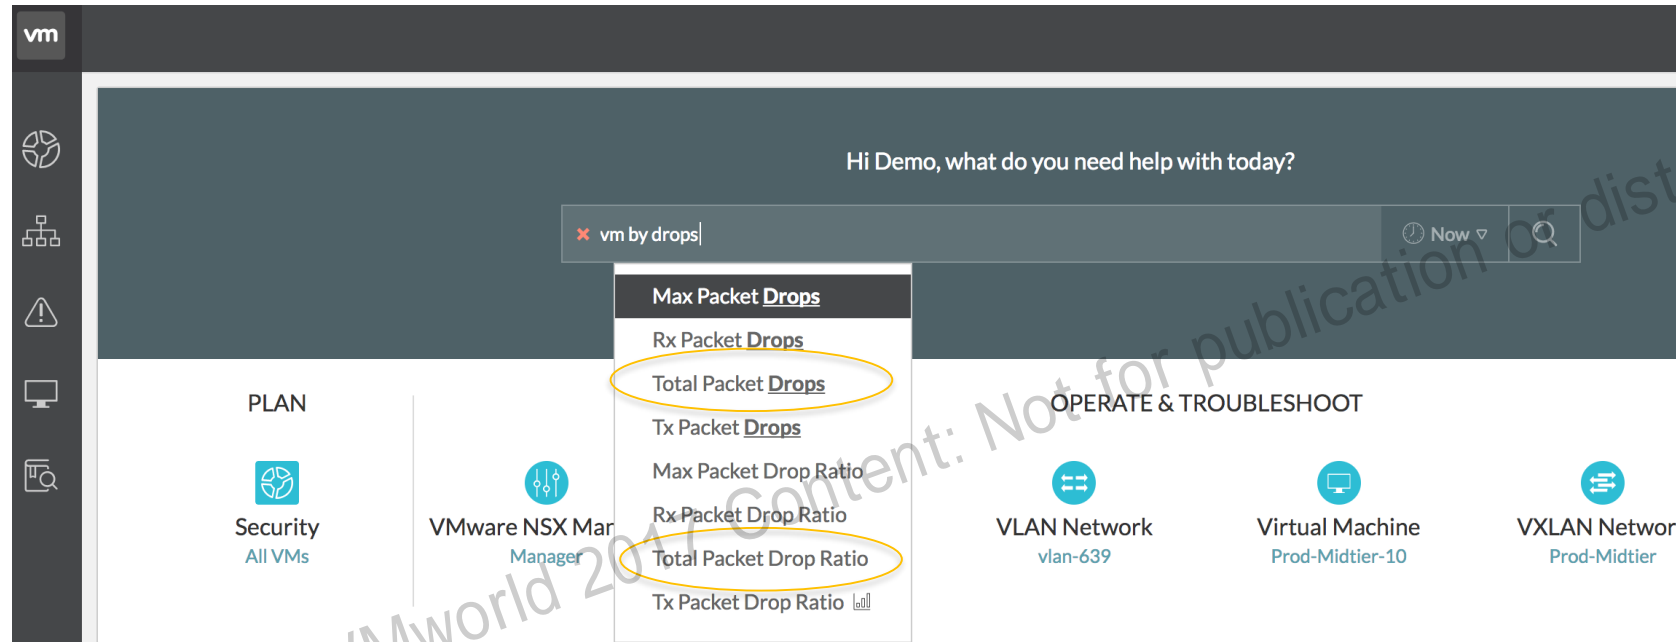 vm
Hi Demo, what do you need help with today?
vm by drops
Now
Max Packet Drops
Rx Packet Drops
Total Packet Drops
Tx Packet Drops
Max Packet Drop Ratio
Rx Packet Drop Ratio
Total Packet Drop Ratio
Tx Packet Drop Ratio
PLAN
OPERATE & TROUBLESHOOT
Security
All VMs
VMware NSX Mar
Manager
VLAN Network
vlan-639
Virtual Machine
Prod-Midtier-10
VXLAN Networ
Prod-Midtier
VMworld 2017 Content: Not for publication or dist